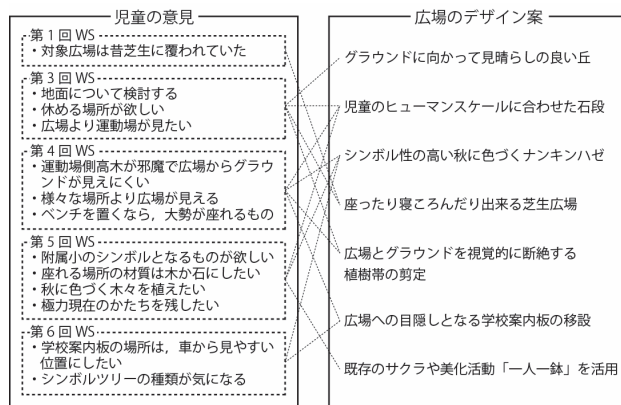 児童の意見
第1回WS
・対象広場は昔芝生に覆われていた
第3回WS
・地面について検討する
・休める場所が欲しい
・広場より運動場が見たい
第4回WS
・運動場側高木が邪魔で広場からグラウ
ンドが見えにくい
・様々な場所より広場が見える
・ベンチを置くなら，大勢が座れるもの
第5回WS
・附属小のシンボルとなるものが欲しい
・座れる場所の材質は木か石にしたい
・秋に色づく木々を植えたい
・極力現在のかたちを残したい
第6回WS
・学校案内板の場所は，車から見やすい
位置にしたい
・シンボルツリーの種類が気になる
広場のデザイン案
グラウンドに向かって見晴らしの良い丘
児童のヒューマンスケールに合わせた石段
シンボル性の高い秋に色づくナンキンハゼ
座ったり寝ころんだり出来る芝生広場
広場とグラウンドを視覚的に断絶する
植樹帯の剪定
広場への目隠しとなる学校案内板の移設
既存のサクラや美化活動「一人一鉢」を活用